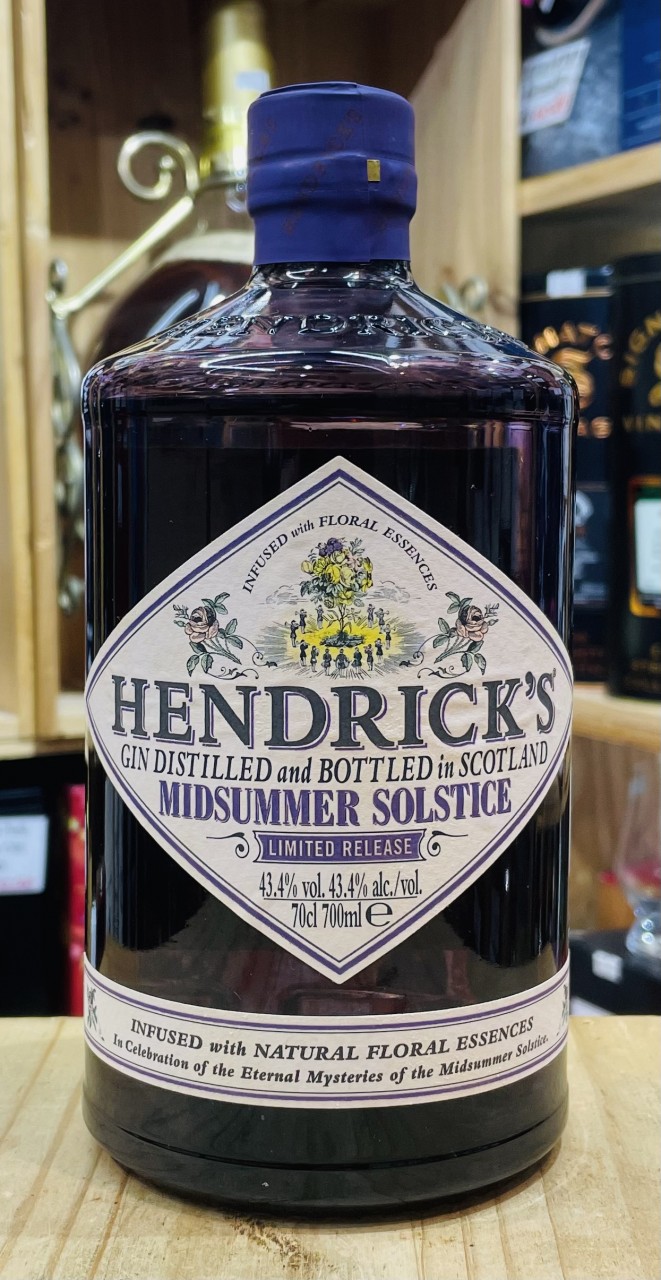 HENDRICK'S
INFUSED with FLORAL ESSENCES
HENDRICK'S
GIN DISTILLED and BOTTLED in SCOTLAND
MIDSUMMER SOLSTICE
LIMITED RELEASE
43.4% vol. 43.4% alc./vol.
70cl 700ml ℮
INFUSED with NATURAL FLORAL ESSENCES
In Celebration of the Eternal Mysteries of the Midsummer Solstice.